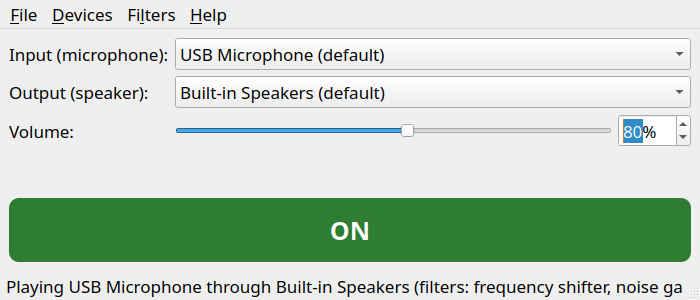 File Devices Filters Help
Input (microphone): USB Microphone (default)
Output (speaker): Built-in Speakers (default)
Volume: 80%
ON
Playing USB Microphone through Built-in Speakers (filters: frequency shifter, noise ga